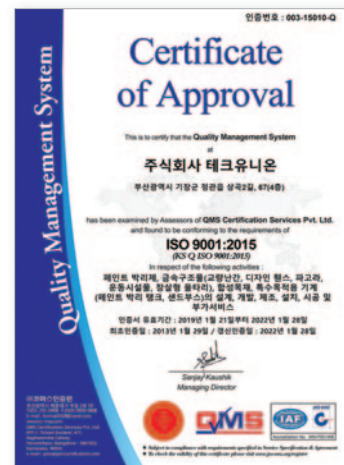 인증번호 : 003-15010-Q
Quality Management System
Certificate
of Approval
This is to certify that the Quality Management System
at
주식회사 테크유니온
부산광역시 기장군 정관읍 상곡2길, 67(4층)
has been examined by Assessors of QMS Certification Services Pvt. Ltd.
and found to be conforming to the requirements of
ISO 9001:2015
(KS Q ISO 9001:2015)
In respect of the following activities :
페인트 박리제, 금속구조물(교량난간, 디자인 펜스, 파고라,
운동시설물, 창살형 울타리), 합성목재, 특수목적용 기계
(페인트 박리 탱크, 샌드부스)의 설계, 개발, 제조, 설치, 시공 및
부가서비스
인증서 유효기간 : 2019년 1월 21일부터 2022년 1월 28일
최초인증일 : 2013년 1월 29일 / 갱신인증일 : 2022년 1월 28일
Sanjay Kaushik
Managing Director
QMS
IAF